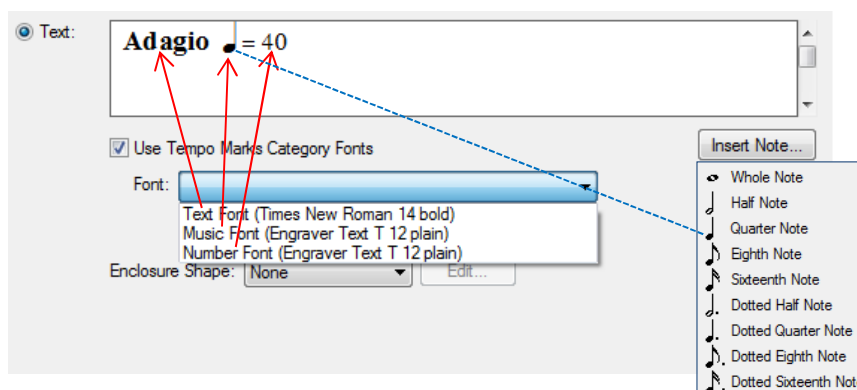 Text:
Adagio ♩ = 40
Use Tempo Marks Category Fonts
Insert Note...
Font:
Text Font (Times New Roman 14 bold)
Music Font (Engraver Text T 12 plain)
Number Font (Engraver Text T 12 plain)
Enclosure Shape: None Edit...
Whole Note
Half Note
Quarter Note
Eighth Note
Sixteenth Note
Dotted Half Note
Dotted Quarter Note
Dotted Eighth Note
Dotted Sixteenth Not